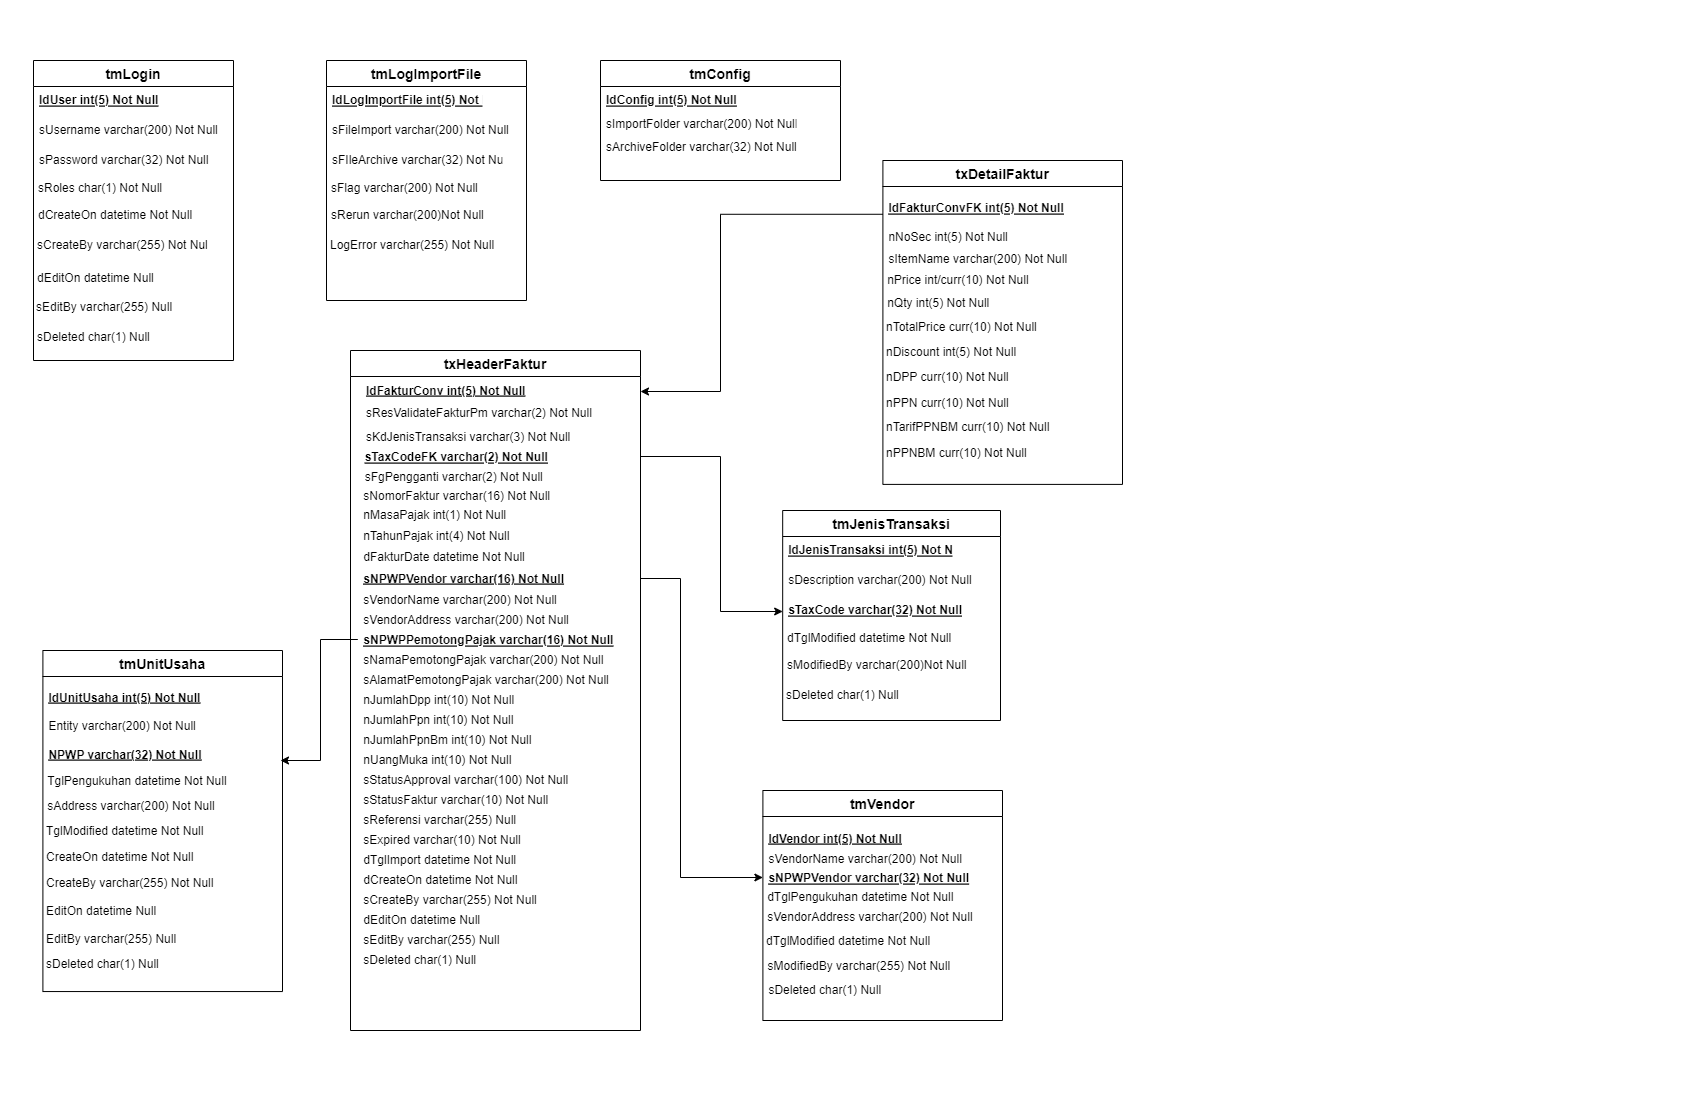 tmLogin
IdUser int(5) Not Null
sUsername varchar(200) Not Null
sPassword varchar(32) Not Null
sRoles char(1) Not Null
dCreateOn datetime Not Null
sCreateBy varchar(255) Not Nul
dEditOn datetime Null
sEditBy varchar(255) Null
sDeleted char(1) Null
tmLogImportFile
IdLogImportFile int(5) Not
sFileImport varchar(200) Not Null
sFIleArchive varchar(32) Not Nu
sFlag varchar(200) Not Null
sRerun varchar(200)Not Null
LogError varchar(255) Not Null
tmConfig
IdConfig int(5) Not Null
sImportFolder varchar(200) Not Null
sArchiveFolder varchar(32) Not Null
txDetailFaktur
IdFakturConvFK int(5) Not Null
nNoSec int(5) Not Null
sItemName varchar(200) Not Null
nPrice int/curr(10) Not Null
nQty int(5) Not Null
nTotalPrice curr(10) Not Null
nDiscount int(5) Not Null
nDPP curr(10) Not Null
nPPN curr(10) Not Null
nTarifPPNBM curr(10) Not Null
nPPNBM curr(10) Not Null
txHeaderFaktur
IdFakturConv int(5) Not Null
sResValidateFakturPm varchar(2) Not Null
sKdJenisTransaksi varchar(3) Not Null
sTaxCodeFK varchar(2) Not Null
sFgPengganti varchar(2) Not Null
sNomorFaktur varchar(16) Not Null
nMasaPajak int(1) Not Null
nTahunPajak int(4) Not Null
dFakturDate datetime Not Null
sNPWPVendor varchar(16) Not Null
sVendorName varchar(200) Not Null
sVendorAddress varchar(200) Not Null
sNPWPPemotongPajak varchar(16) Not Null
sNamaPemotongPajak varchar(200) Not Null
sAlamatPemotongPajak varchar(200) Not Null
nJumlahDpp int(10) Not Null
nJumlahPpn int(10) Not Null
nJumlahPpnBm int(10) Not Null
nUangMuka int(10) Not Null
sStatusApproval varchar(100) Not Null
sStatusFaktur varchar(10) Not Null
sReferensi varchar(255) Null
sExpired varchar(10) Not Null
dTglImport datetime Not Null
dCreateOn datetime Not Null
sCreateBy varchar(255) Not Null
dEditOn datetime Null
sEditBy varchar(255) Null
sDeleted char(1) Null
tmJenisTransaksi
IdJenisTransaksi int(5) Not N
sDescription varchar(200) Not Null
sTaxCode varchar(32) Not Null
dTglModified datetime Not Null
sModifiedBy varchar(200)Not Null
sDeleted char(1) Null
tmUnitUsaha
IdUnitUsaha int(5) Not Null
Entity varchar(200) Not Null
NPWP varchar(32) Not Null
TglPengukuhan datetime Not Null
sAddress varchar(200) Not Null
TglModified datetime Not Null
CreateOn datetime Not Null
CreateBy varchar(255) Not Null
EditOn datetime Null
EditBy varchar(255) Null
sDeleted char(1) Null
tmVendor
IdVendor int(5) Not Null
sVendorName varchar(200) Not Null
sNPWPVendor varchar(32) Not Null
dTglPengukuhan datetime Not Null
sVendorAddress varchar(200) Not Null
dTglModified datetime Not Null
sModifiedBy varchar(255) Not Null
sDeleted char(1) Null